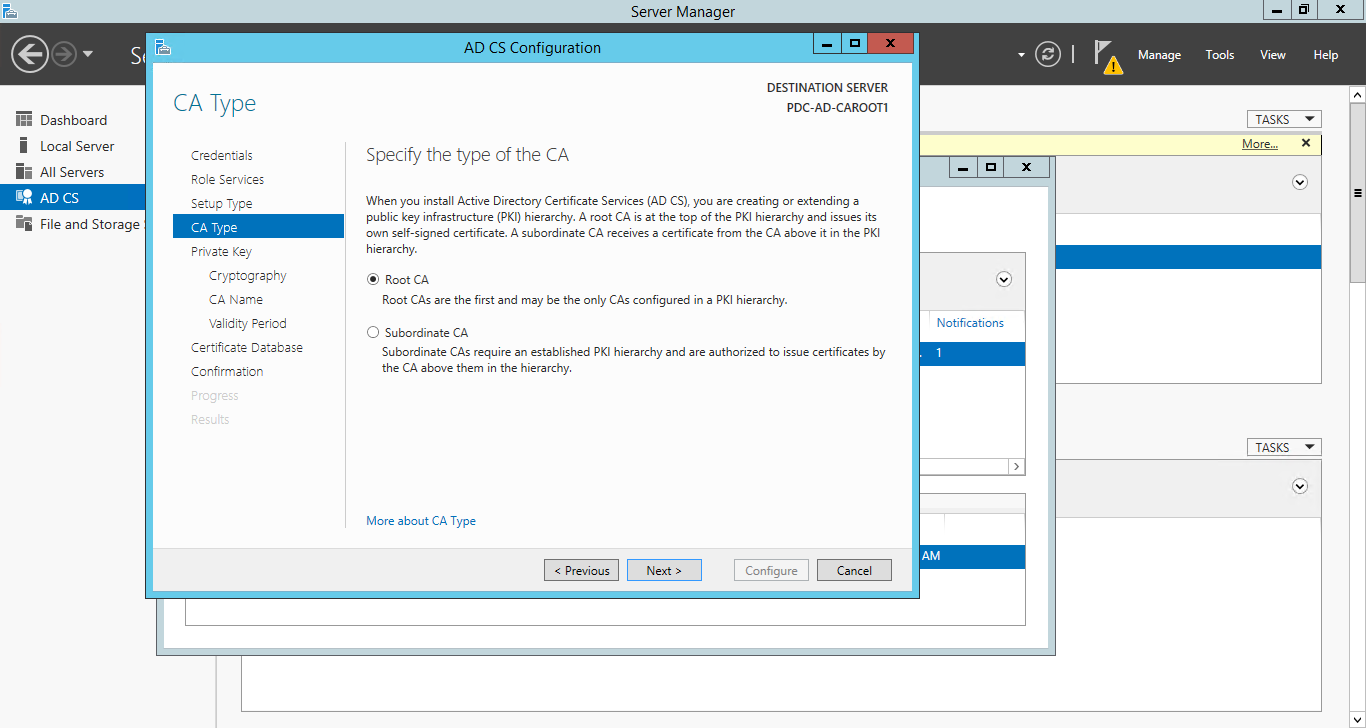 Server Manager
Manage
Tools
View
Help
Dashboard
Local Server
All Servers
AD CS
File and Storage
AD CS Configuration
CA Type
DESTINATION SERVER
PDC-AD-CAROOT1
Credentials
Role Services
Setup Type
CA Type
Private Key
Cryptography
CA Name
Validity Period
Certificate Database
Confirmation
Progress
Results
Specify the type of the CA
When you install Active Directory Certificate Services (AD CS), you are creating or extending a
public key infrastructure (PKI) hierarchy. A root CA is at the top of the PKI hierarchy and issues its
own self-signed certificate. A subordinate CA receives a certificate from the CA above it in the PKI
hierarchy.
Root CA
Root CAs are the first and may be the only CAs configured in a PKI hierarchy.
Subordinate CA
Subordinate CAs require an established PKI hierarchy and are authorized to issue certificates by
the CA above them in the hierarchy.
More about CA Type
< Previous
Next >
Configure
Cancel
TASKS
More...
Notifications
1
TASKS
AM